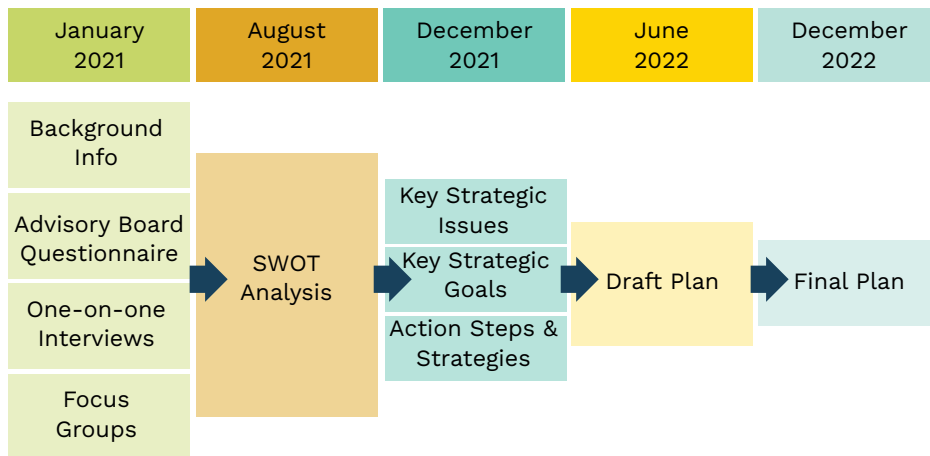 January
2021
August
2021
December
2021
June
2022
December
2022
Background
Info
Advisory Board
Questionnaire
One-on-one
Interviews
Focus
Groups
SWOT
Analysis
Key Strategic
Issues
Key Strategic
Goals
Action Steps &
Strategies
Draft Plan
Final Plan